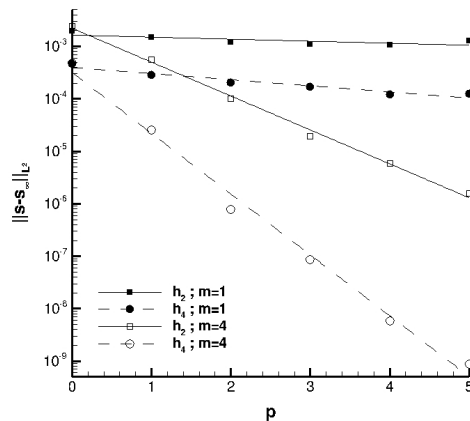 10⁻³
10⁻⁴
10⁻⁵
10⁻⁶
10⁻⁷
10⁻⁸
10⁻⁹
||s-s∞||L²
h₂ ; m=1
h₄ ; m=1
h₂ ; m=4
h₄ ; m=4
0 1 2 3 4 5
p